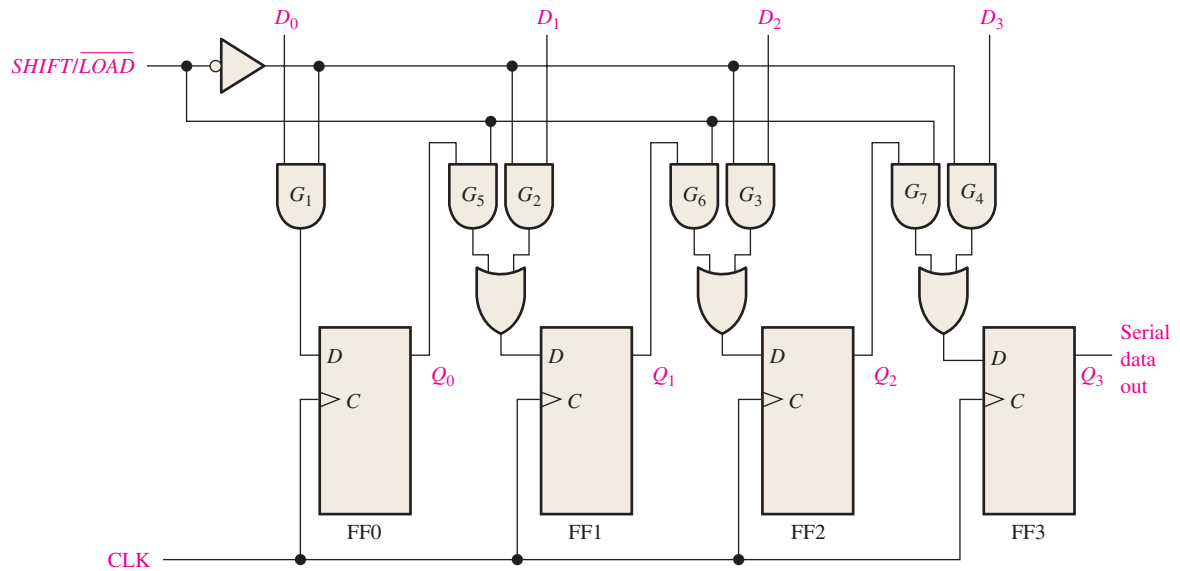 D₀ D₁ D₂ D₃
SHIFT/L̅O̅A̅D̅
G₁ G₅ G₂ G₆ G₃ G₇ G₄
D D D D
Serial
data
out
Q₀ Q₁ Q₂ Q₃
C C C C
FF0 FF1 FF2 FF3
CLK